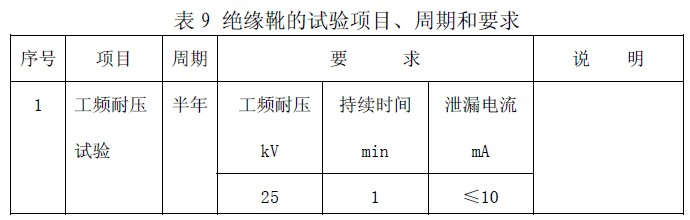 表 9 绝缘靴的试验项目、周期和要求
序号 项目 周期 要 求 说 明
1 工频耐压 半年 工频耐压 持续时间 泄漏电流
试验 kV min mA
25 1 ≤10